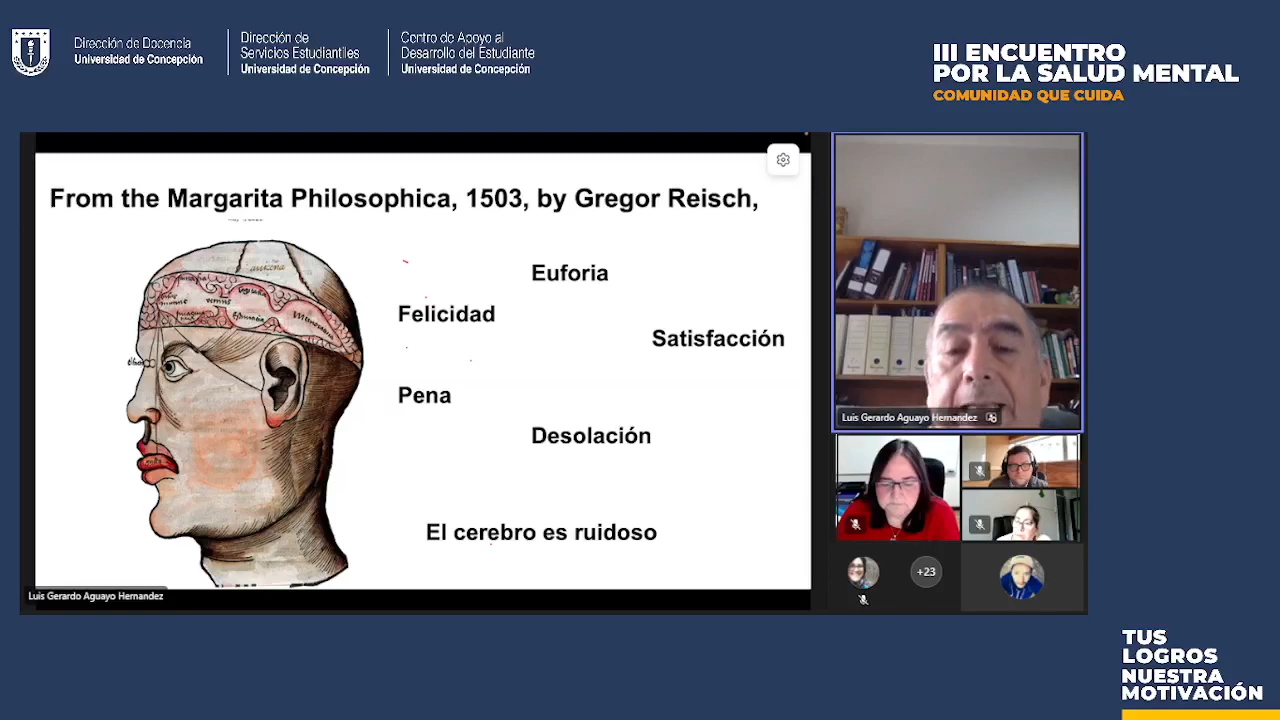 Dirección de Docencia
Universidad de Concepción
Dirección de
Servicios Estudiantiles
Universidad de Concepción
Centro de Apoyo al
Desarrollo del Estudiante
Universidad de Concepción
III ENCUENTRO
POR LA SALUD MENTAL
COMUNIDAD QUE CUIDA
From the Margarita Philosophica, 1503, by Gregor Reisch,
Euforia
Felicidad
Satisfacción
Pena
Desolación
El cerebro es ruidoso
Luis Gerardo Aguayo Hernandez
Luis Gerardo Aguayo Hernandez
+23
TUS
LOGROS
NUESTRA
MOTIVACIÓN